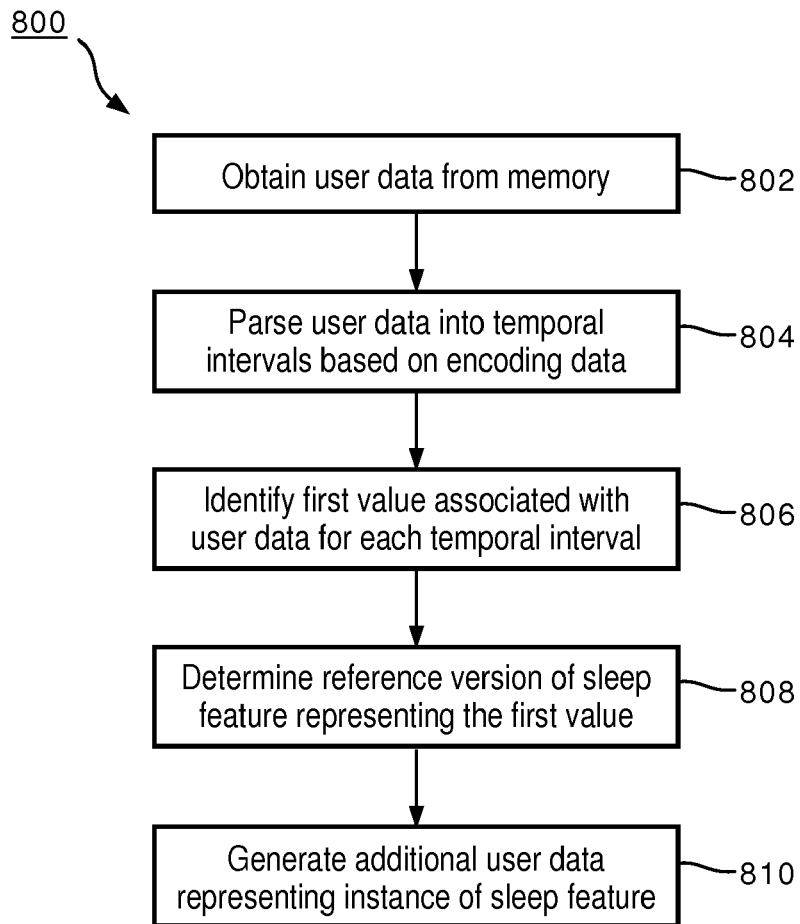 800
Obtain user data from memory
802
Parse user data into temporal
intervals based on encoding data
804
Identify first value associated with
user data for each temporal interval
806
Determine reference version of sleep
feature representing the first value
808
Generate additional user data
representing instance of sleep feature
810